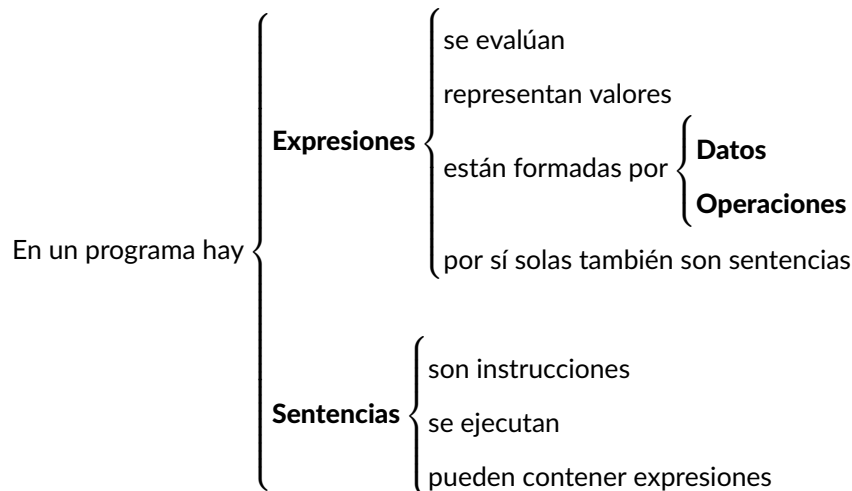 En un programa hay
Expresiones
se evalúan
representan valores
están formadas por
Datos
Operaciones
por sí solas también son sentencias
Sentencias
son instrucciones
se ejecutan
pueden contener expresiones